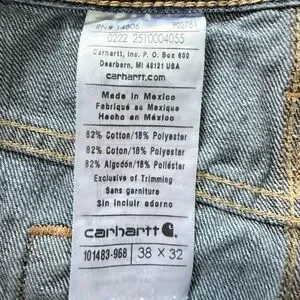 RN# 14806
0222 2510004055
Carhartt, Inc. P.O. Box 600
Dearborn, MI 48121 USA
carhartt.com
Made in Mexico
Fabriqué au Mexique
Hecho en México
82% Cotton/18% Polyester
82% Coton/18% Polyester
82% Algodón/18% Poliéster
Exclusive of Trimming
Sans garniture
Sin incluir adorno
carhartt
101483-968 38 X 32